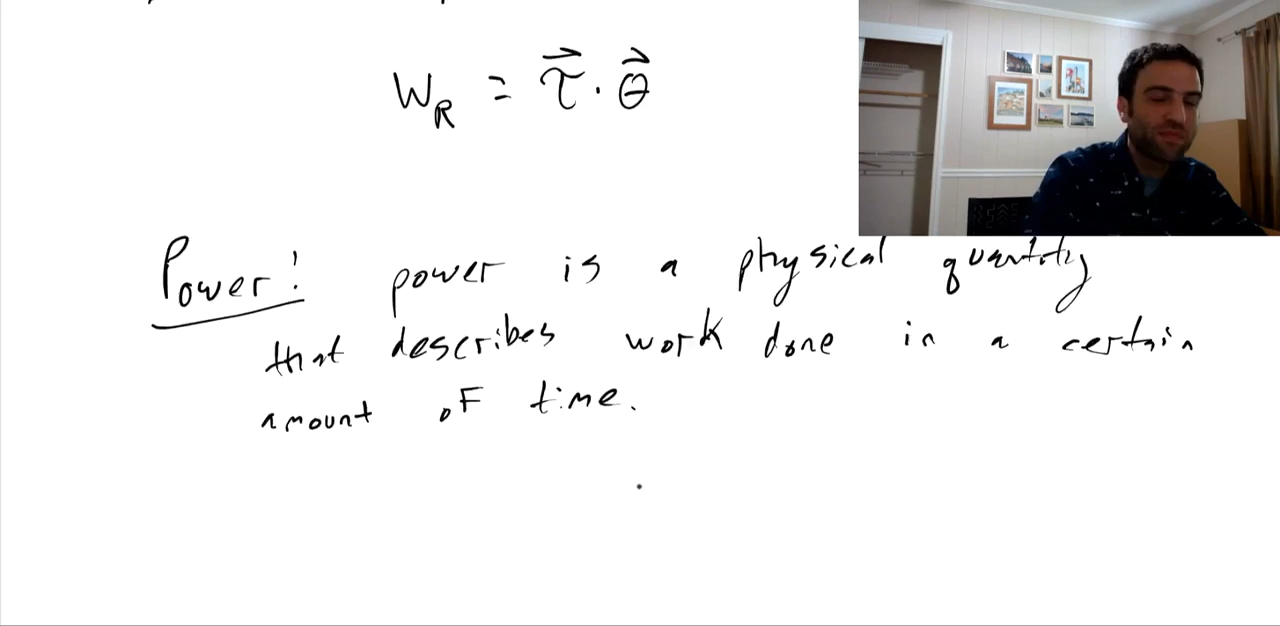 W_R = τ⃗ · θ⃗
Power: power is a physical quantity
that describes work done in a certain
amount of time.